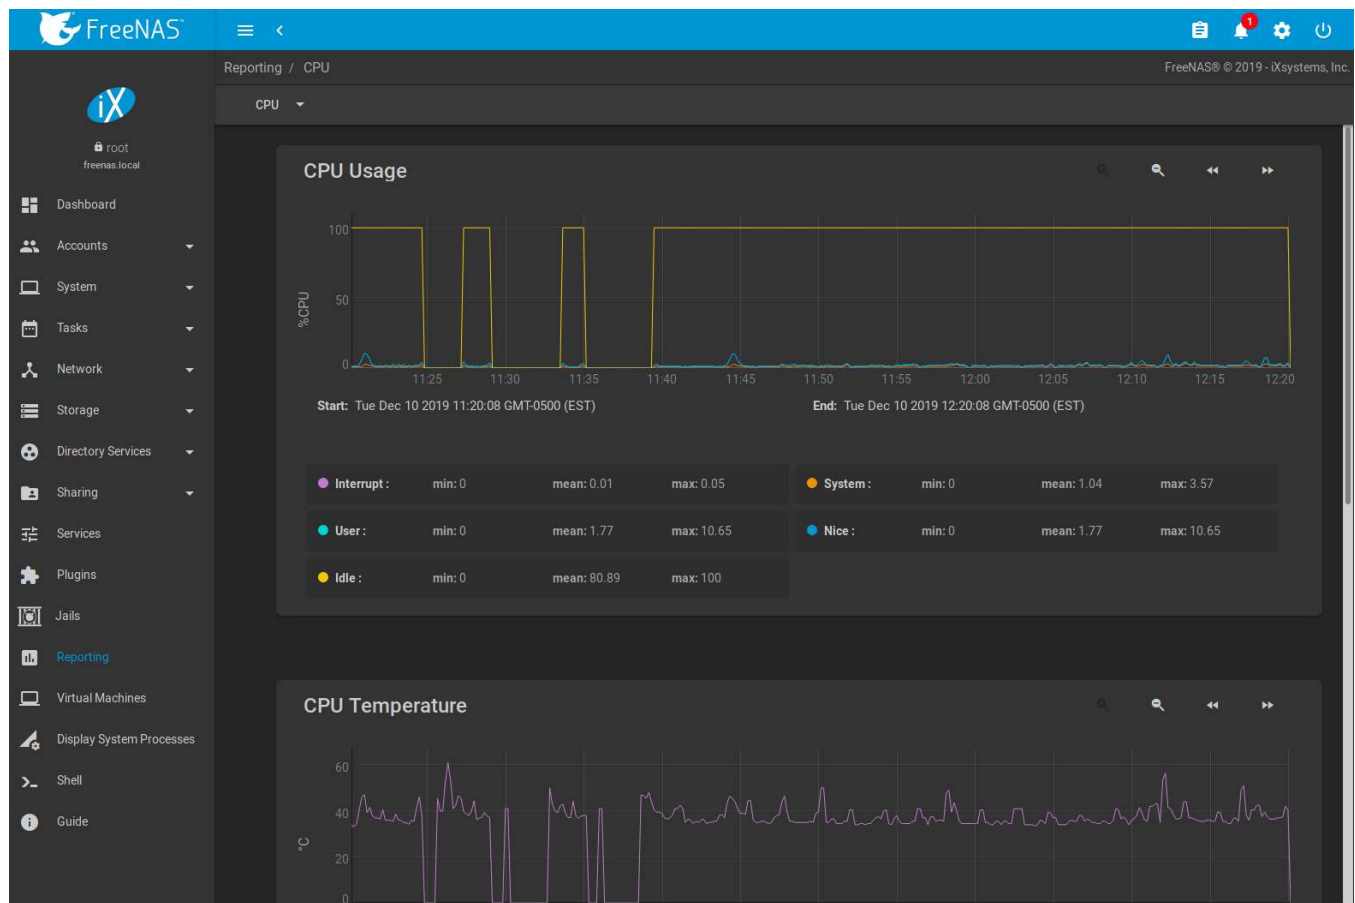 FreeNAS
1
Reporting / CPU
FreeNAS® © 2019 - iXsystems, Inc.
CPU
iX
root
freenas.local
Dashboard
Accounts
System
Tasks
Network
Storage
Directory Services
Sharing
Services
Plugins
Jails
Reporting
Virtual Machines
Display System Processes
Shell
Guide
CPU Usage
100
50
0
%CPU
11:25 11:30 11:35 11:40 11:45 11:50 11:55 12:00 12:05 12:10 12:15 12:20
Start: Tue Dec 10 2019 11:20:08 GMT-0500 (EST) End: Tue Dec 10 2019 12:20:08 GMT-0500 (EST)
Interrupt : min: 0 mean: 0.01 max: 0.05 System : min: 0 mean: 1.04 max: 3.57
User : min: 0 mean: 1.77 max: 10.65 Nice : min: 0 mean: 1.77 max: 10.65
Idle : min: 0 mean: 80.89 max: 100
CPU Temperature
60
40
20
0
°C